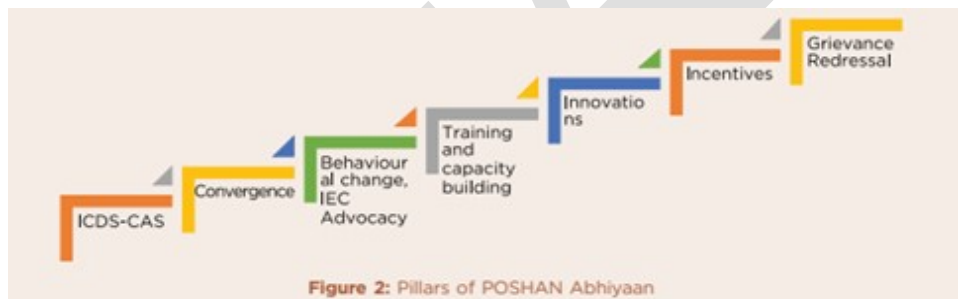 ICDS-CAS
Convergence
Behaviour
al change,
IEC
Advocacy
Training
and
capacity
building
Innovatio
ns
Incentives
Grievance
Redressal
Figure 2: Pillars of POSHAN Abhiyaan